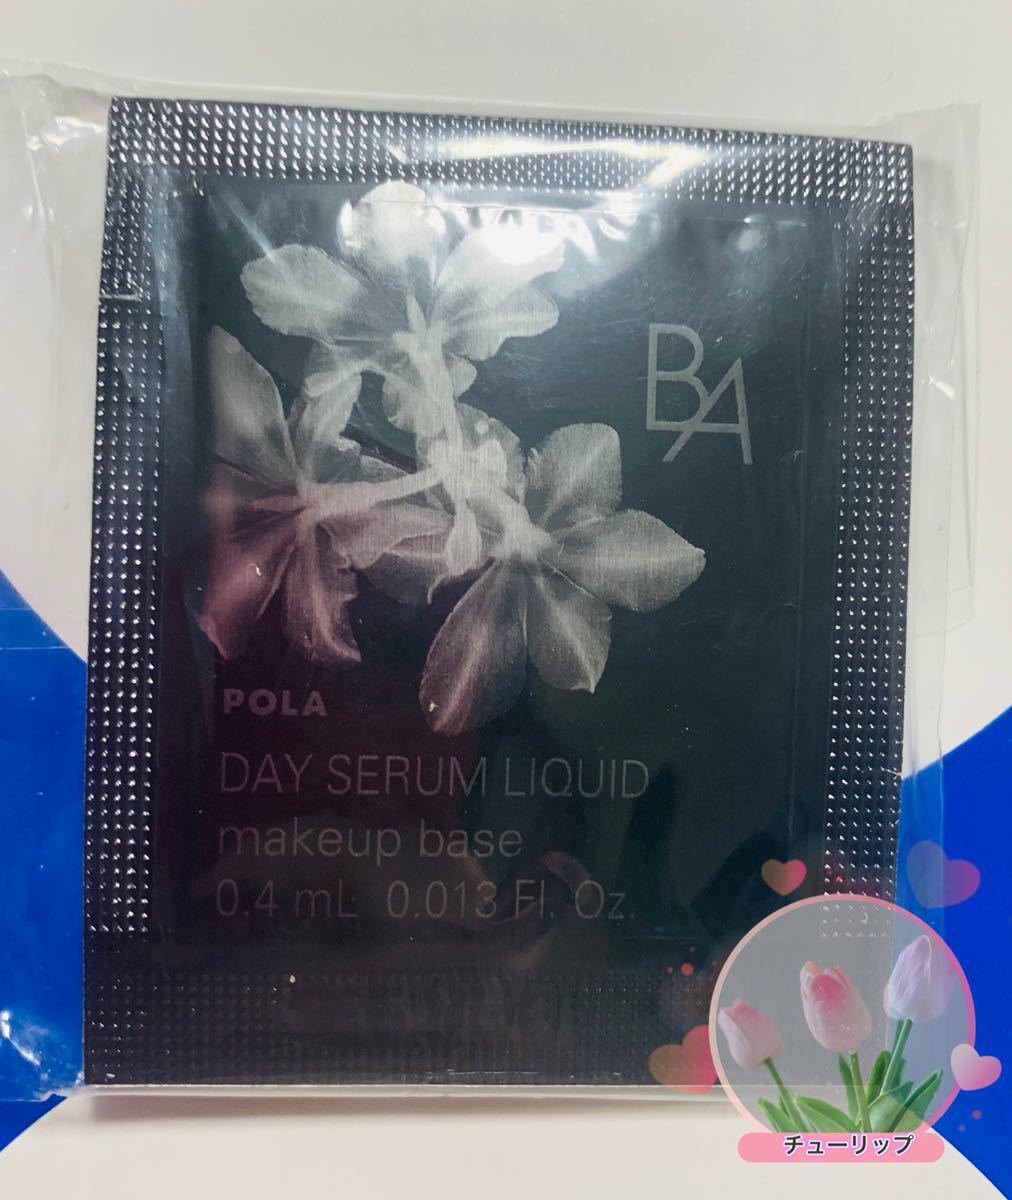 BA
POLA
DAY SERUM LIQUID
makeup base
0.4 mL 0.013 Fl. Oz.
チューリップ